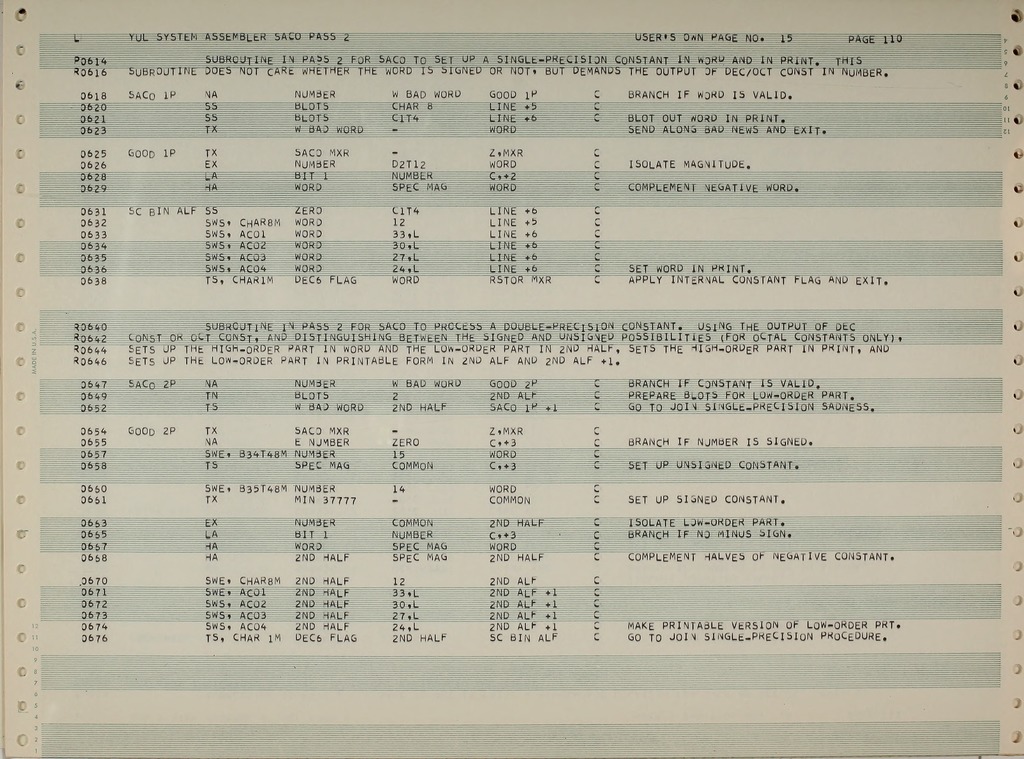 L YUL SYSTEM ASSEMBLER SACO PASS 2 USER'S OWN PAGE NO. 15 PAGE 110
P0614 SUBROUTINE IN PASS 2 FOR SACO TO SET UP A SINGLE-PRECISION CONSTANT IN WORD AND IN PRINT. THIS
R0616 SUBROUTINE DOES NOT CARE WHETHER THE WORD IS SIGNED OR NOT, BUT DEMANDS THE OUTPUT OF DEC/OCT CONST IN NUMBER.
0618 SACO 1P NA NUMBER W BAD WORD GOOD 1P C BRANCH IF WORD IS VALID.
0620 SS BLOTS CHAR 8 LINE +5 C
0621 SS BLOTS C1T4 LINE +6 C BLOT OUT WORD IN PRINT.
0623 TX W BAD WORD - WORD SEND ALONG BAD NEWS AND EXIT.
0625 GOOD 1P TX SACO MXR - Z,MXR C
0626 EX NUMBER D2T12 WORD C ISOLATE MAGNITUDE.
0628 LA BIT 1 NUMBER C,+2 C
0629 HA WORD SPEC MAG WORD C COMPLEMENT NEGATIVE WORD.
0631 SC BIN ALF SS ZERO C1T4 LINE +6 C
0632 SWS, CHAR8M WORD 12 LINE +5 C
0633 SWS, AC01 WORD 33,L LINE +6 C
0634 SWS, AC02 WORD 30,L LINE +6 C
0635 SWS, AC03 WORD 27,L LINE +6 C
0636 SWS, AC04 WORD 24,L LINE +6 C SET WORD IN PRINT.
0638 TS, CHAR1M DEC6 FLAG WORD RSTOR MXR C APPLY INTERNAL CONSTANT FLAG AND EXIT.
R0640 SUBROUTINE IN PASS 2 FOR SACO TO PROCESS A DOUBLE-PRECISION CONSTANT. USING THE OUTPUT OF DEC
R0642 CONST OR OCT CONST, AND DISTINGUISHING BETWEEN THE SIGNED AND UNSIGNED POSSIBILITIES (FOR OCTAL CONSTANTS ONLY),
R0644 SETS UP THE HIGH-ORDER PART IN WORD AND THE LOW-ORDER PART IN 2ND HALF, SETS THE HIGH-ORDER PART IN PRINT, AND
R0646 SETS UP THE LOW-ORDER PART IN PRINTABLE FORM IN 2ND ALF AND 2ND ALF +1.
0647 SACO 2P NA NUMBER W BAD WORD GOOD 2P C BRANCH IF CONSTANT IS VALID.
0649 TN BLOTS 2 2ND ALF C PREPARE BLOTS FOR LOW-ORDER PART.
0652 TS W BAD WORD 2ND HALF SACO 1P +1 C GO TO JOIN SINGLE-PRECISION SADNESS.
0654 GOOD 2P TX SACO MXR - Z,MXR C
0655 NA E NUMBER ZERO C,+3 C BRANCH IF NUMBER IS SIGNED.
0657 SWE, B34T48M NUMBER 15 WORD C
0658 TS SPEC MAG COMMON C,+3 C SET UP UNSIGNED CONSTANT.
0660 SWE, B35T48M NUMBER 14 WORD C
0661 TX MIN 37777 - COMMON C SET UP SIGNED CONSTANT.
0663 EX NUMBER COMMON 2ND HALF C ISOLATE LOW-ORDER PART.
0665 LA BIT 1 NUMBER C,+3 C BRANCH IF NO MINUS SIGN.
0667 HA WORD SPEC MAG WORD C
0668 HA 2ND HALF SPEC MAG 2ND HALF C COMPLEMENT HALVES OF NEGATIVE CONSTANT.
0670 SWE, CHAR8M 2ND HALF 12 2ND ALF C
0671 SWE, AC01 2ND HALF 33,L 2ND ALF +1 C
0672 SWS, AC02 2ND HALF 30,L 2ND ALF +1 C
0673 SWS, AC03 2ND HALF 27,L 2ND ALF +1 C
0674 SWS, AC04 2ND HALF 24,L 2ND ALF +1 C MAKE PRINTABLE VERSION OF LOW-ORDER PRT.
0676 TS, CHAR 1M DEC6 FLAG 2ND HALF SC BIN ALF C GO TO JOIN SINGLE-PRECISION PROCEDURE.
MADE IN U.S.A.